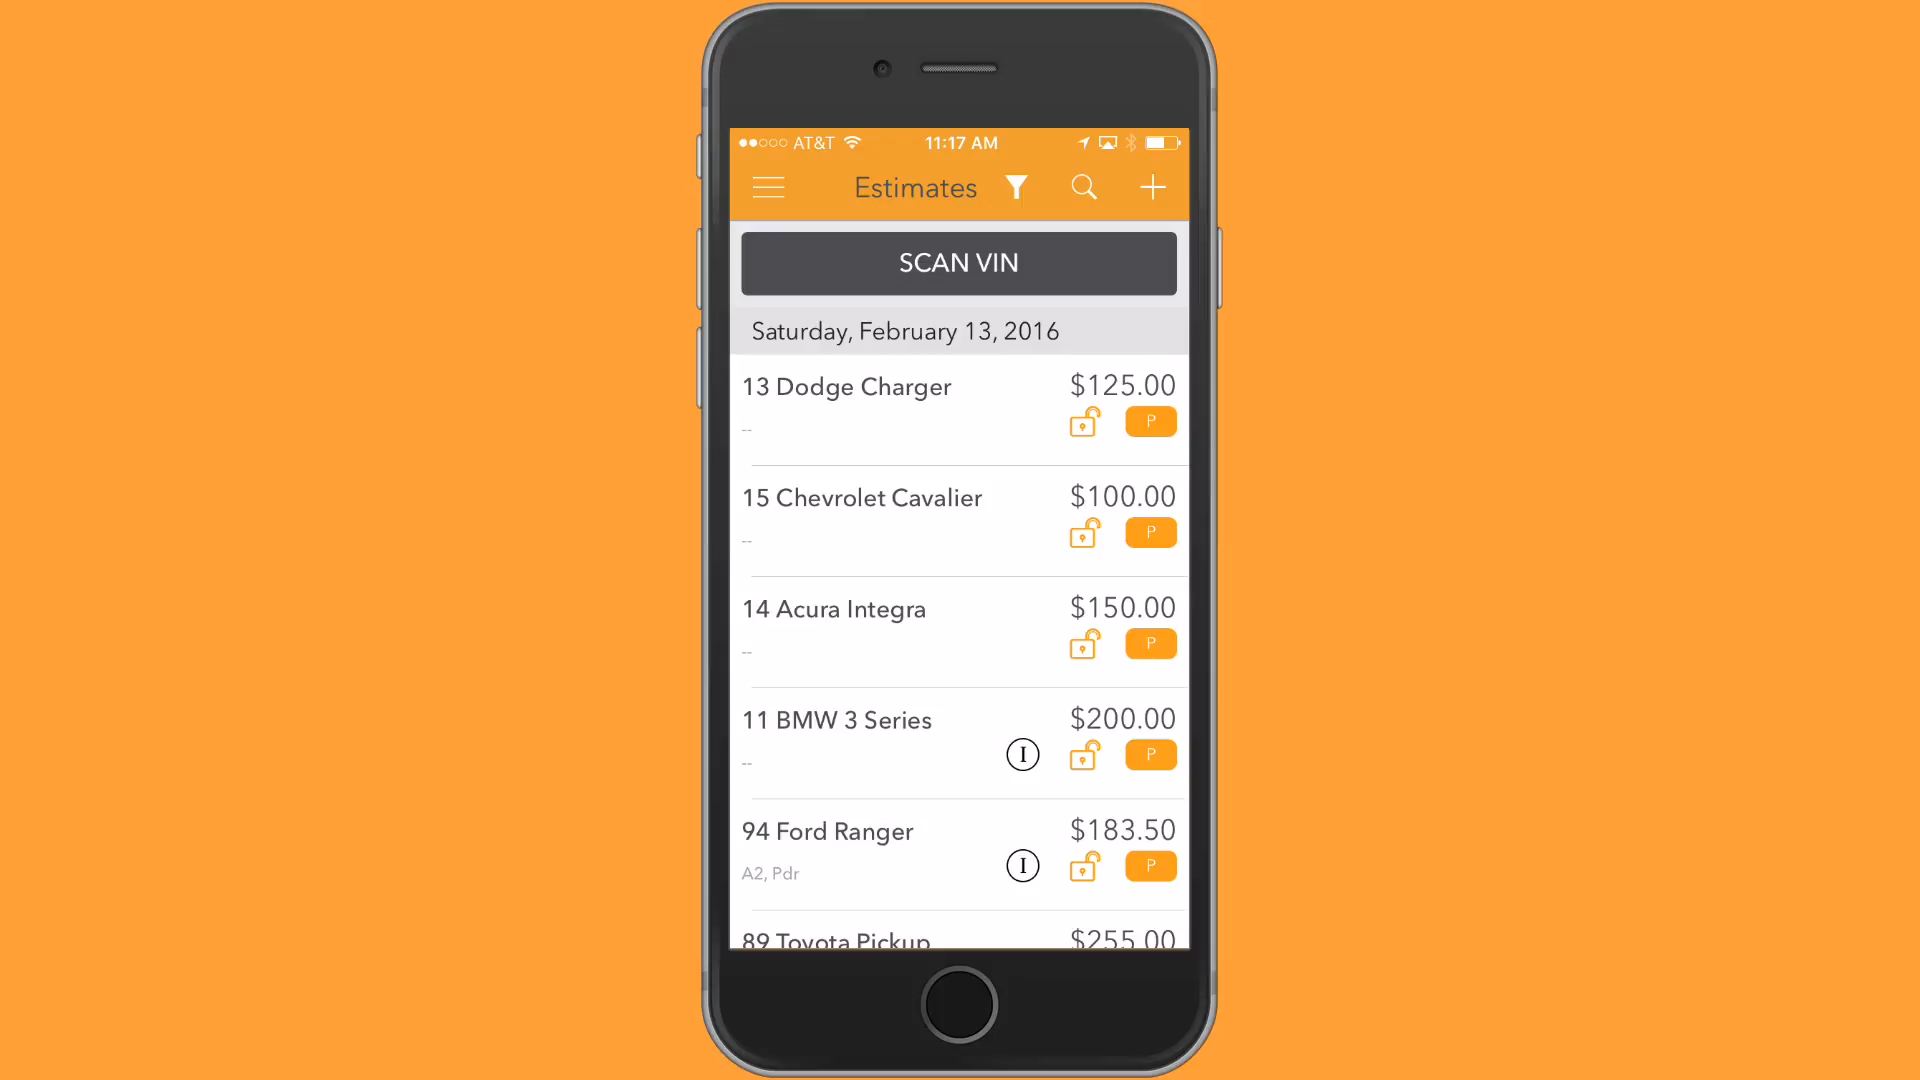 AT&T 11:17 AM
Estimates
SCAN VIN
Saturday, February 13, 2016
13 Dodge Charger $125.00
-- P
15 Chevrolet Cavalier $100.00
-- P
14 Acura Integra $150.00
-- P
11 BMW 3 Series $200.00
-- I P
94 Ford Ranger $183.50
A2, Pdr I P
89 Toyota Pickup $255.00